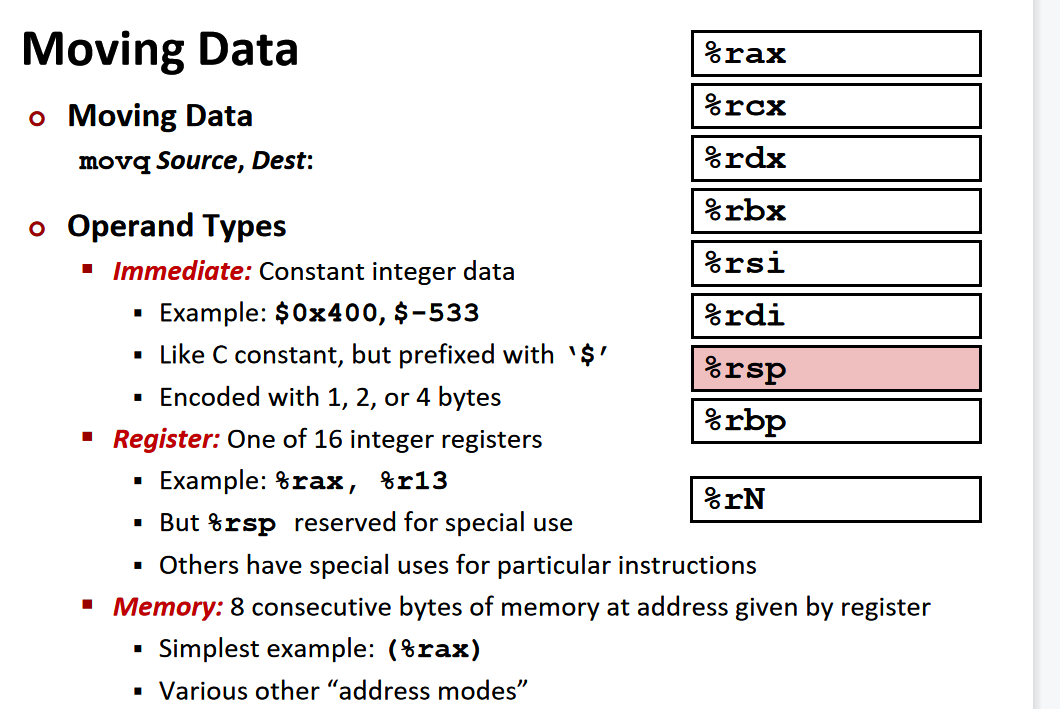 Moving Data
Moving Data
movq Source, Dest:
Operand Types
Immediate: Constant integer data
Example: $0x400, $-533
Like C constant, but prefixed with ‘$’
Encoded with 1, 2, or 4 bytes
Register: One of 16 integer registers
Example: %rax, %r13
But %rsp reserved for special use
Others have special uses for particular instructions
Memory: 8 consecutive bytes of memory at address given by register
Simplest example: (%rax)
Various other “address modes”
%rax
%rcx
%rdx
%rbx
%rsi
%rdi
%rsp
%rbp
%rN